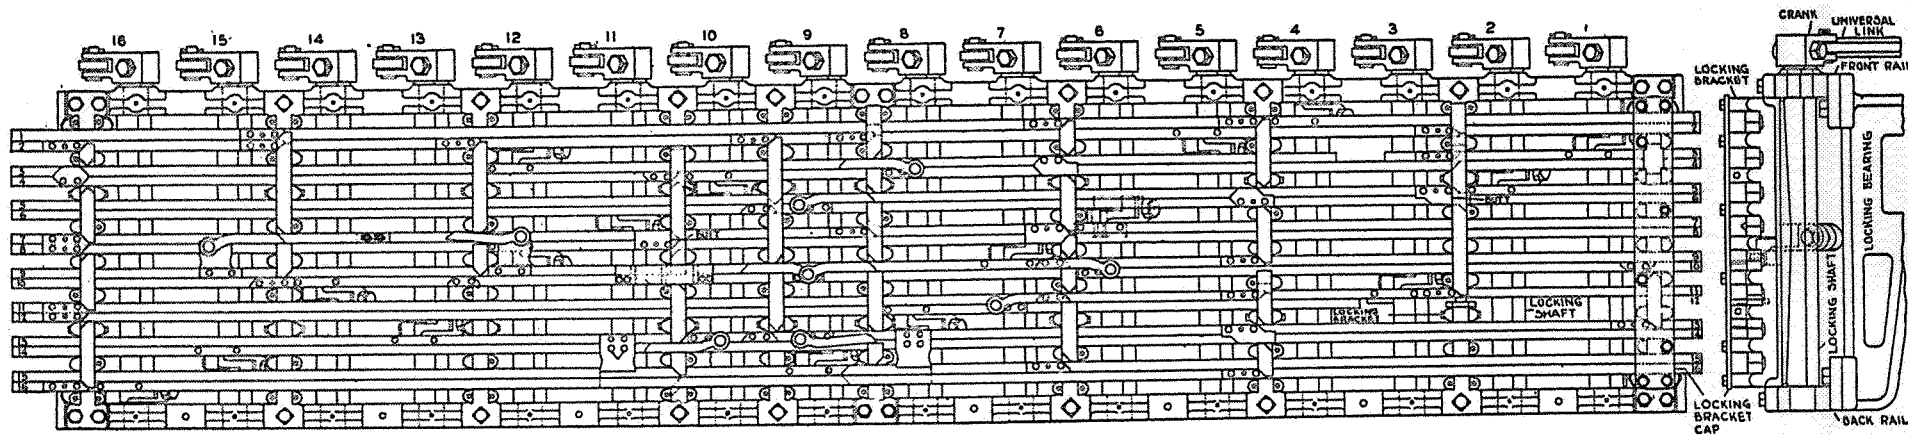 16 15 14 13 12 11 10 9 8 7 6 5 4 3 2 1
CRANK
UNIVERSAL
LINK
FRONT RAIL
LOCKING
BRACKET
LOCKING BEARING
LOCKING SHAFT
LOCKING
SHAFT
LOCKING
BRACKET
LOCKING
BRACKET
CAP
BACK RAIL